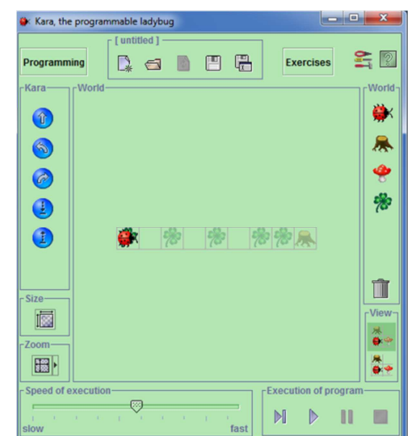 Kara, the programmable ladybug
[ untitled ]
Programming
Exercises
Kara
World
World
Size
Zoom
View
Speed of execution
slow
fast
Execution of program